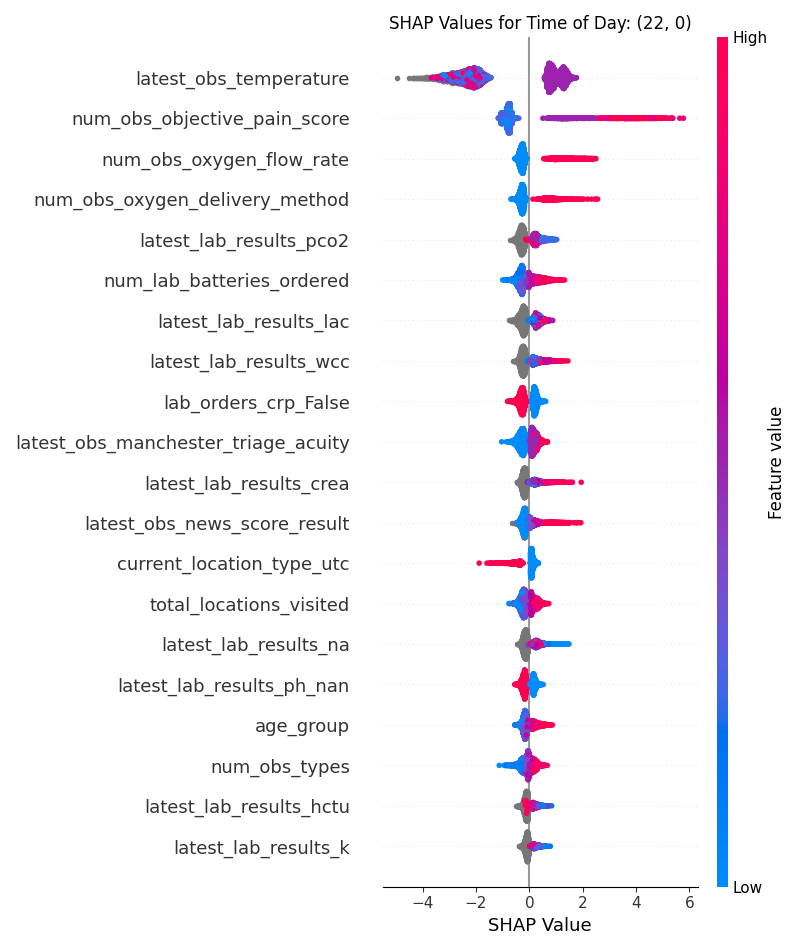 SHAP Values for Time of Day: (22, 0)
High
latest_obs_temperature
num_obs_objective_pain_score
num_obs_oxygen_flow_rate
num_obs_oxygen_delivery_method
latest_lab_results_pco2
num_lab_batteries_ordered
latest_lab_results_lac
latest_lab_results_wcc
lab_orders_crp_False
latest_obs_manchester_triage_acuity
latest_lab_results_crea
latest_obs_news_score_result
current_location_type_utc
total_locations_visited
latest_lab_results_na
latest_lab_results_ph_nan
age_group
num_obs_types
latest_lab_results_hctu
latest_lab_results_k
Feature value
Low
−4 −2 0 2 4 6
SHAP Value